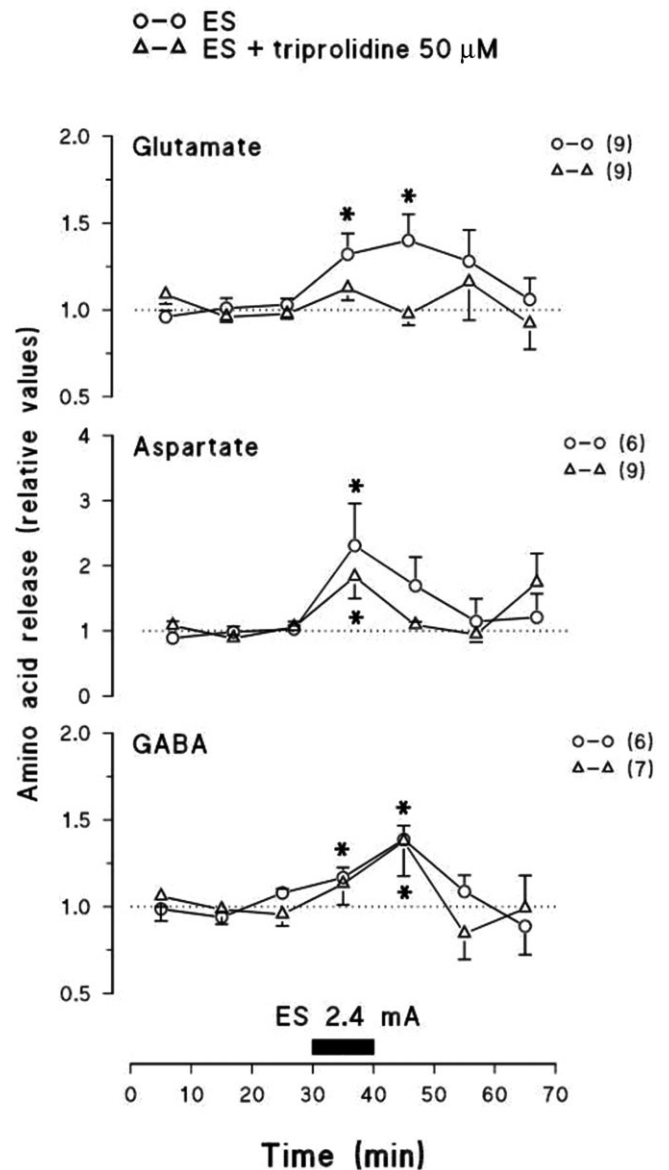 ○–○ ES
△–△ ES + triprolidine 50 μM
Amino acid release (relative values)
2.0
1.5
1.0
0.5
Glutamate
○–○ (9)
△–△ (9)
* *
4
3
2
1
0
Aspartate
○–○ (6)
△–△ (9)
*
*
2.0
1.5
1.0
0.5
GABA
○–○ (6)
△–△ (7)
* *
*
ES 2.4 mA
0 10 20 30 40 50 60 70
Time (min)